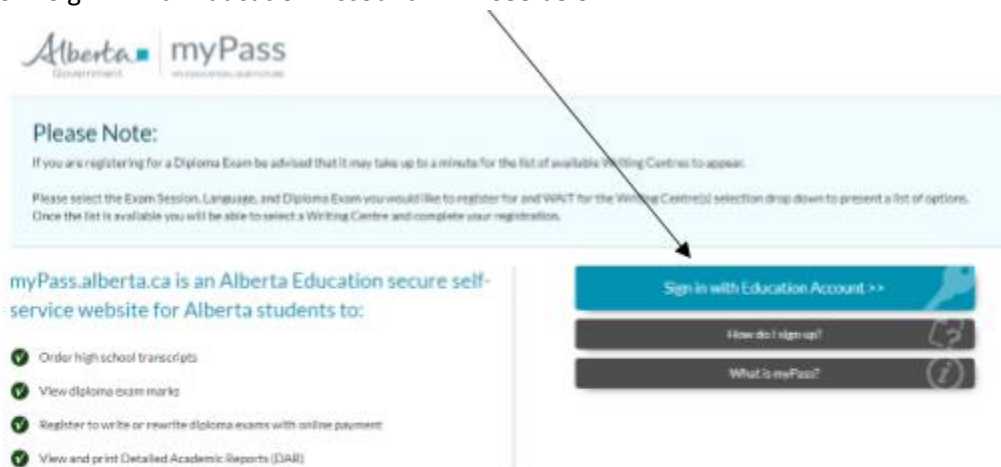 Alberta
Government
myPass
Please Note:
If you are registering for a Diploma Exam be advised that it may take up to a minute for the list of available Writing Centres to appear.
Please select the Exam Session, Language, and Diploma Exam you would like to register for and WAIT for the Writing Centre(s) selection drop down to present a list of options.
Once the list is available you will be able to select a Writing Centre and complete your registration.
myPass.alberta.ca is an Alberta Education secure self-
service website for Alberta students to:
Order high school transcripts
View diploma exam marks
Register to write or rewrite diploma exams with online payment
View and print Detailed Academic Reports (DAR)
Sign in with Education Account >>
How do I sign up?
What is myPass?